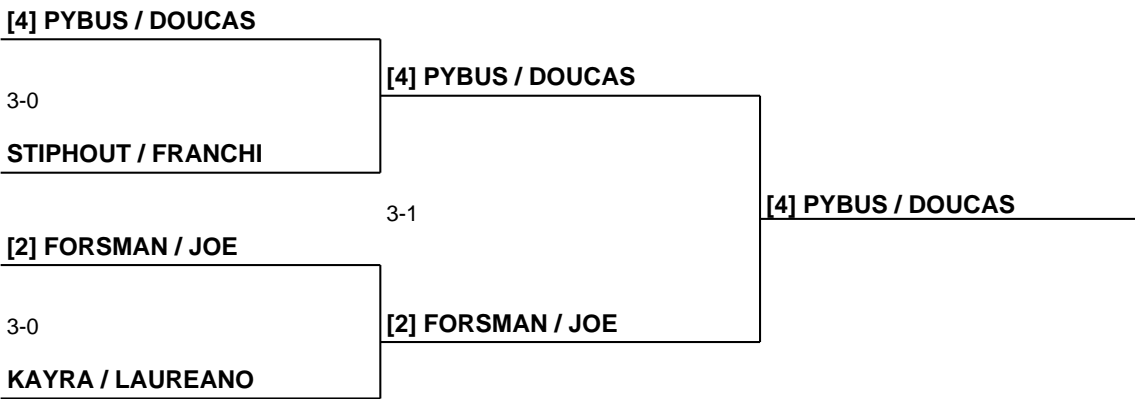 [4] PYBUS / DOUCAS
[4] PYBUS / DOUCAS
3-0
STIPHOUT / FRANCHI
[4] PYBUS / DOUCAS
3-1
[2] FORSMAN / JOE
[2] FORSMAN / JOE
3-0
KAYRA / LAUREANO